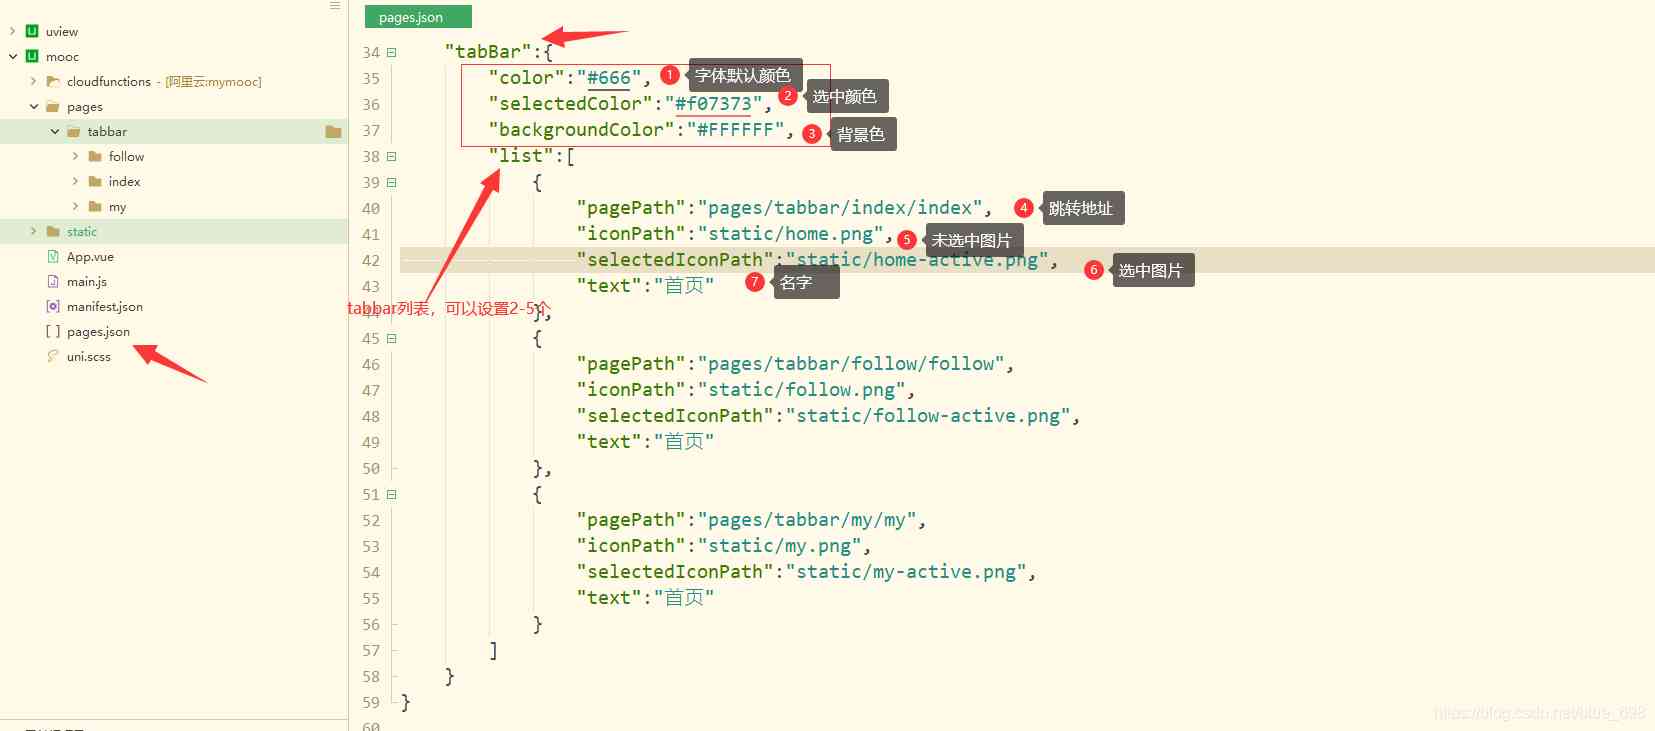 uview
mooc
cloudfunctions - [阿里云:mymooc]
pages
tabbar
follow
index
my
static
App.vue
main.js
manifest.json
pages.json
uni.scss
pages.json
34 "tabBar":{
35 "color":"#666", 1 字体默认颜色
36 "selectedColor":"#f07373", 2 选中颜色
37 "backgroundColor":"#FFFFFF", 3 背景色
38 "list":[
39 {
40 "pagePath":"pages/tabbar/index/index", 4 跳转地址
41 "iconPath":"static/home.png", 5 未选中图片
42 "selectedIconPath":"static/home-active.png", 6 选中图片
43 "text":"首页" 7 名字
tabbar列表，可以设置2-5个
44 },
45 {
46 "pagePath":"pages/tabbar/follow/follow",
47 "iconPath":"static/follow.png",
48 "selectedIconPath":"static/follow-active.png",
49 "text":"首页"
50 },
51 {
52 "pagePath":"pages/tabbar/my/my",
53 "iconPath":"static/my.png",
54 "selectedIconPath":"static/my-active.png",
55 "text":"首页"
56 }
57 ]
58 }
59 }
60